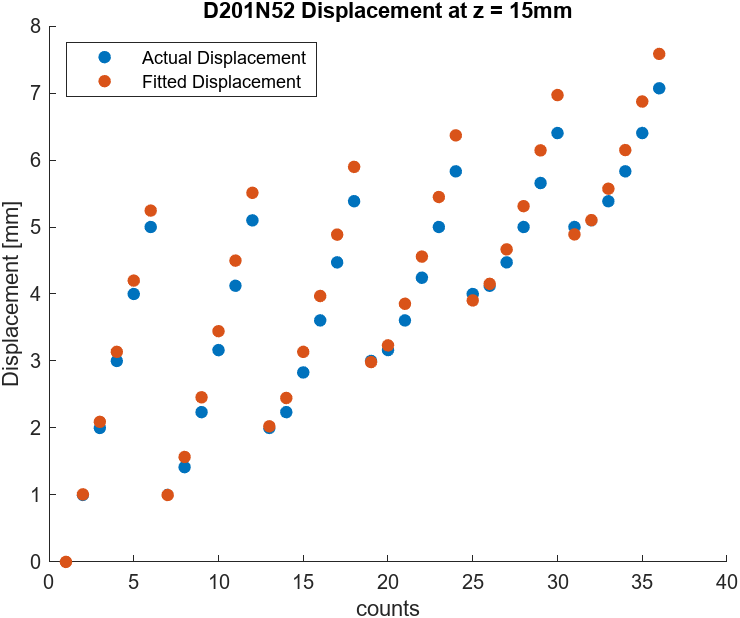 D201N52 Displacement at z = 15mm
Actual Displacement
Fitted Displacement
Displacement [mm]
8
7
6
5
4
3
2
1
0
0 5 10 15 20 25 30 35 40
counts